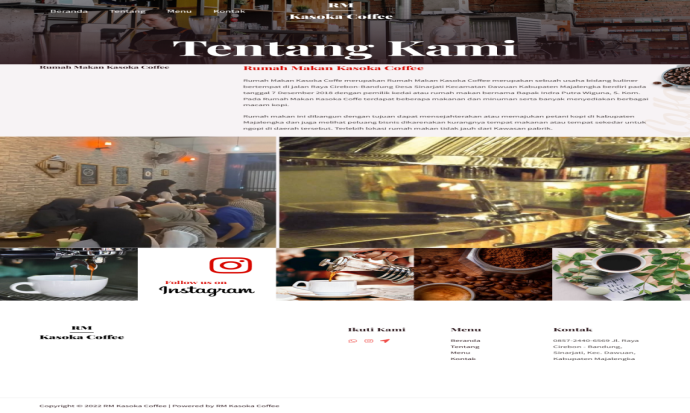 Beranda Tentang Menu Kontak
RM
Kasoka Coffee
Tentang Kami
Rumah Makan Kasoka Coffee
Rumah Makan Kasoka Coffee
Rumah Makan Kasoka Coffe merupakan Rumah Makan Kasoka Coffee merupakan sebuah usaha bidang kuliner
bertempat di Jalan Raya Cirebon-Bandung Desa Sinarjati Kecamatan Dawuan Kabupaten Majalengka berdiri pada
tanggal 7 Desember 2018 dengan pemilik kedai atau rumah makan bernama Bapak Indra Putra Wiguna, S. Kom.
Pada Rumah Makan Kasoka Coffe terdapat beberapa makanan dan menuman serta banyak menyediakan berbagai
macam kopi.
Rumah makan ini dibangun dengan tujuan dapat mensejahterakan atau memajukan petani kopi di kabupaten
Majalengka dan juga melihat peluang bisnis dikarenakan kurangnya tempat makanan atau tempat sekedar untuk
ngopi di daerah tersebut. Terlebih lokasi rumah makan tidak jauh dari Kawasan pabrik.
Follow us on
Instagram
RM
Kasoka Coffee
Ikuti Kami
Menu
Beranda
Tentang
Menu
Kontak
Kontak
0857-2440-6569 Jl. Raya
Cirebon - Bandung,
Sinarjati, Kec. Dawuan,
Kabupaten Majalengka
Copyright © 2022 RM Kasoka Coffee | Powered by RM Kasoka Coffee